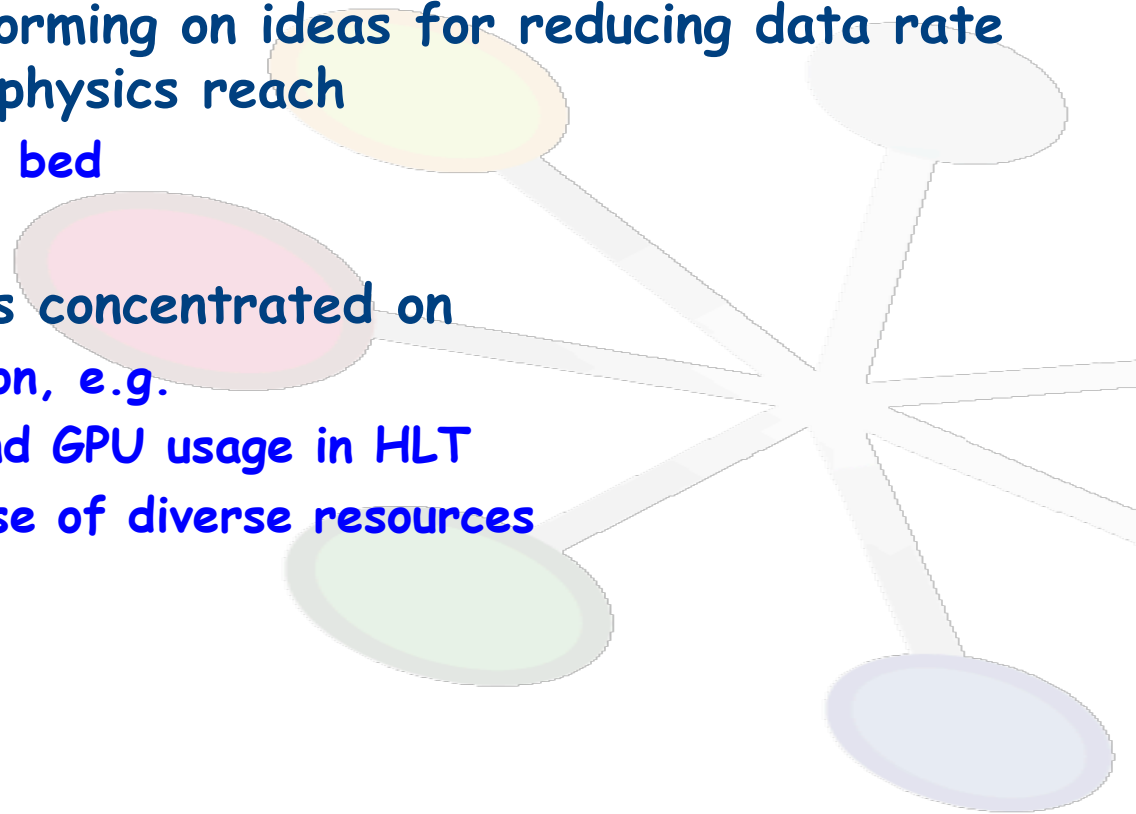 orming on ideas for reducing data rate
physics reach
bed
s concentrated on
on, e.g.
nd GPU usage in HLT
se of diverse resources